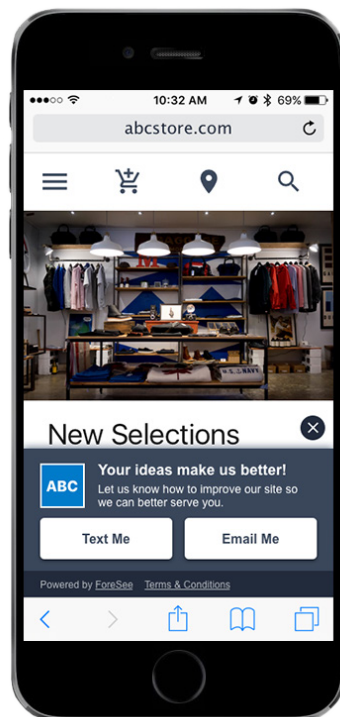 10:32 AM 69%
abcstore.com
New Selections
ABC
Your ideas make us better!
Let us know how to improve our site so
we can better serve you.
Text Me Email Me
Powered by ForeSee Terms & Conditions